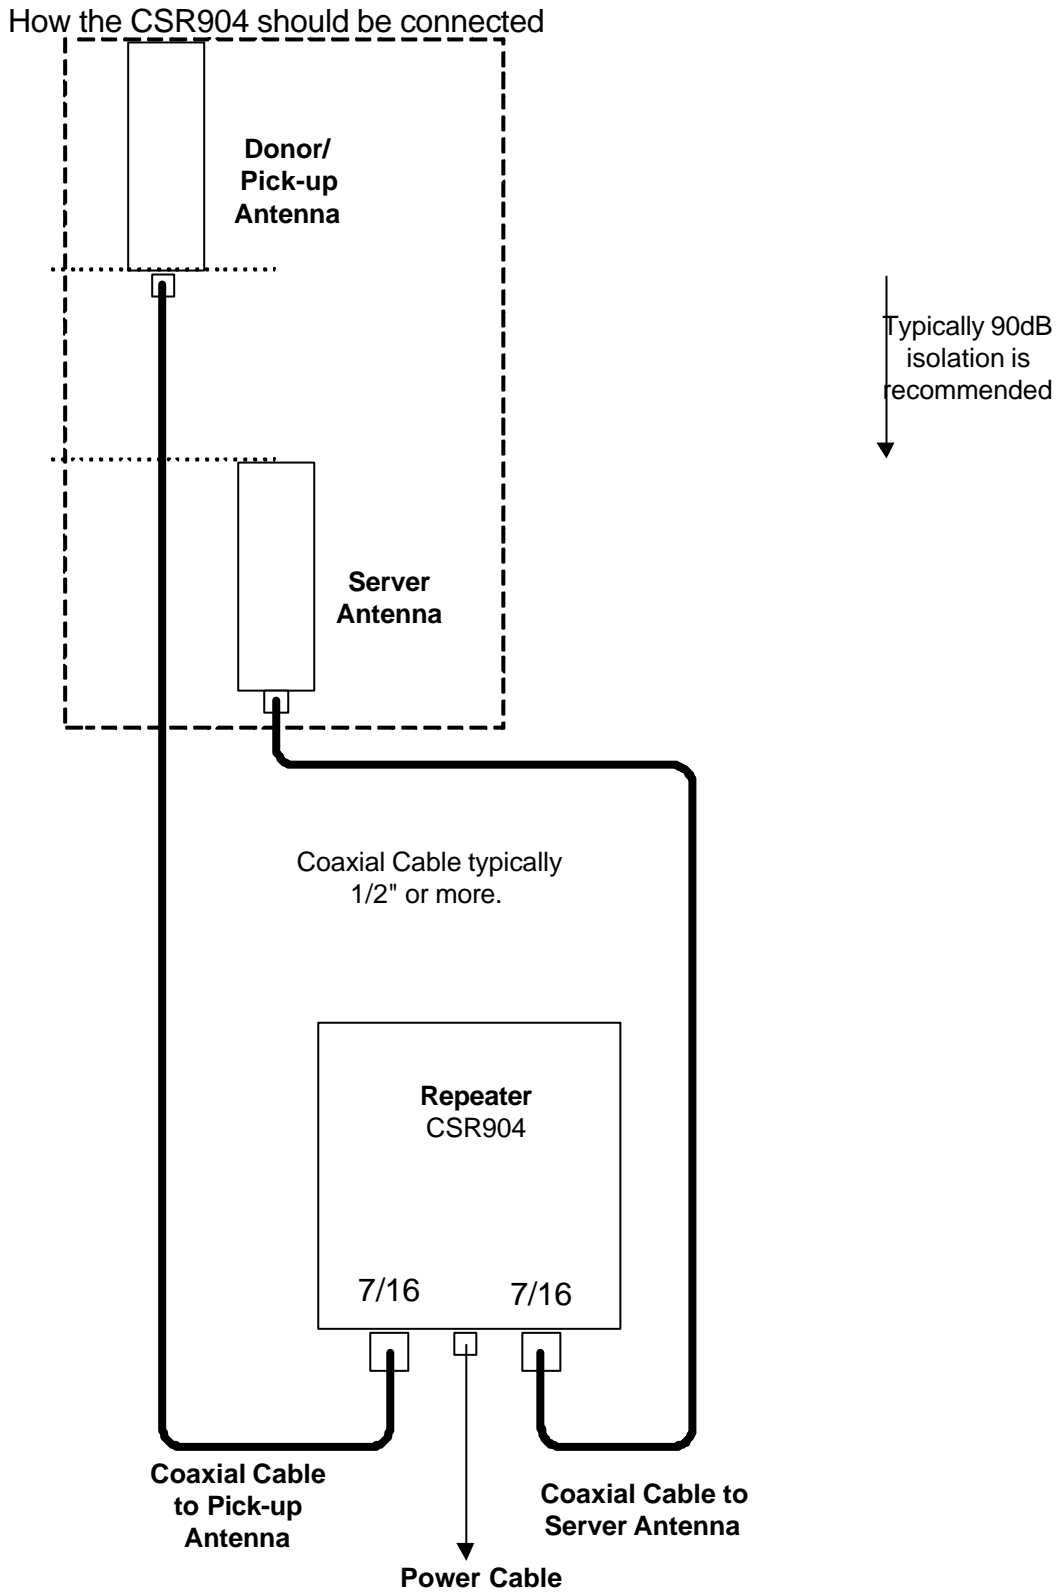 How the CSR904 should be connected
Donor/
Pick-up
Antenna
Typically 90dB
isolation is
recommended
Server
Antenna
Coaxial Cable typically
1/2" or more.
Repeater
CSR904
7/16
7/16
Coaxial Cable
to Pick-up
Antenna
Coaxial Cable to
Server Antenna
Power Cable